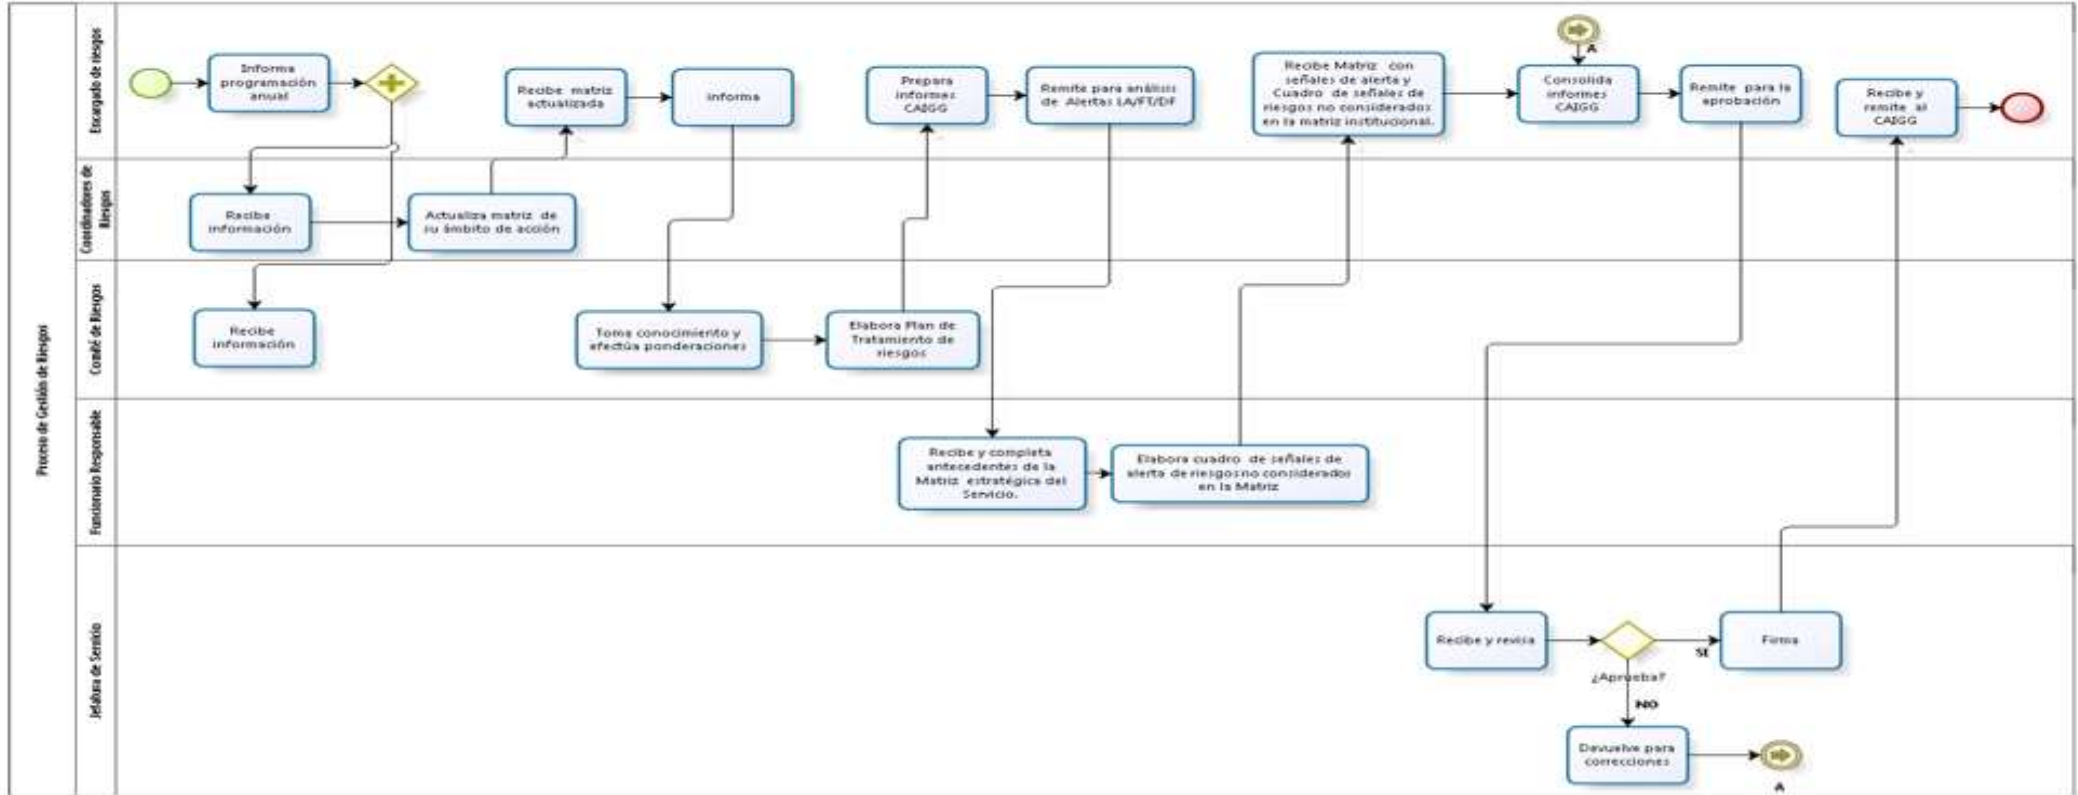 Proceso de Gestión de Riesgos
Encargado de riesgos
Informa
programación
anual
Recibe matriz
actualizada
informa
Prepara
informes
CAIGG
Remite para análisis
de Alertas LA/FT/DF
Recibe Matriz con
señales de alerta y
Cuadro de señales de
riesgos no considerados
en la matriz institucional.
A
Consolida
informes
CAIGG
Remite para la
aprobación
Recibe y
remite al
CAIGG
Coordinadores de
Riesgos
Recibe
información
Actualiza matriz de
su ámbito de acción
Comité de Riesgos
Recibe
información
Toma conocimiento y
efectúa ponderaciones
Elabora Plan de
Tratamiento de
riesgos
Funcionario Responsable
Recibe y completa
antecedentes de la
Matriz estratégica del
Servicio.
Elabora cuadro de señales de
alerta de riesgos no considerados
en la Matriz
Jefatura de Servicio
Recibe y revisa
¿Aprueba?
SI
Firma
NO
Devuelve para
correcciones
A